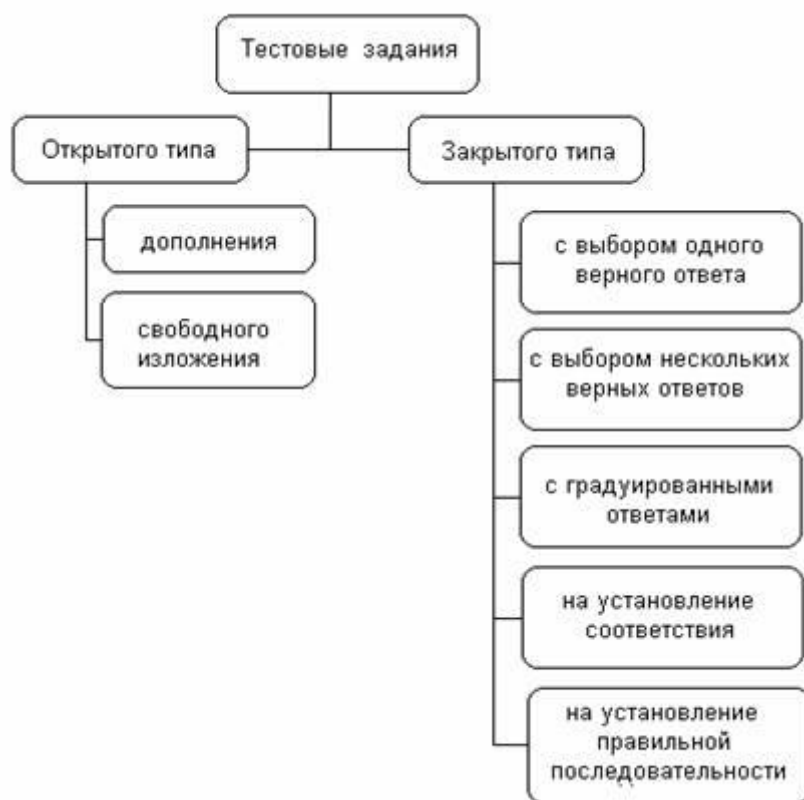 Тестовые задания
Открытого типа
дополнения
свободного
изложения
Закрытого типа
с выбором одного
верного ответа
с выбором нескольких
верных ответов
с градуированными
ответами
на установление
соответствия
на установление
правильной
последовательности